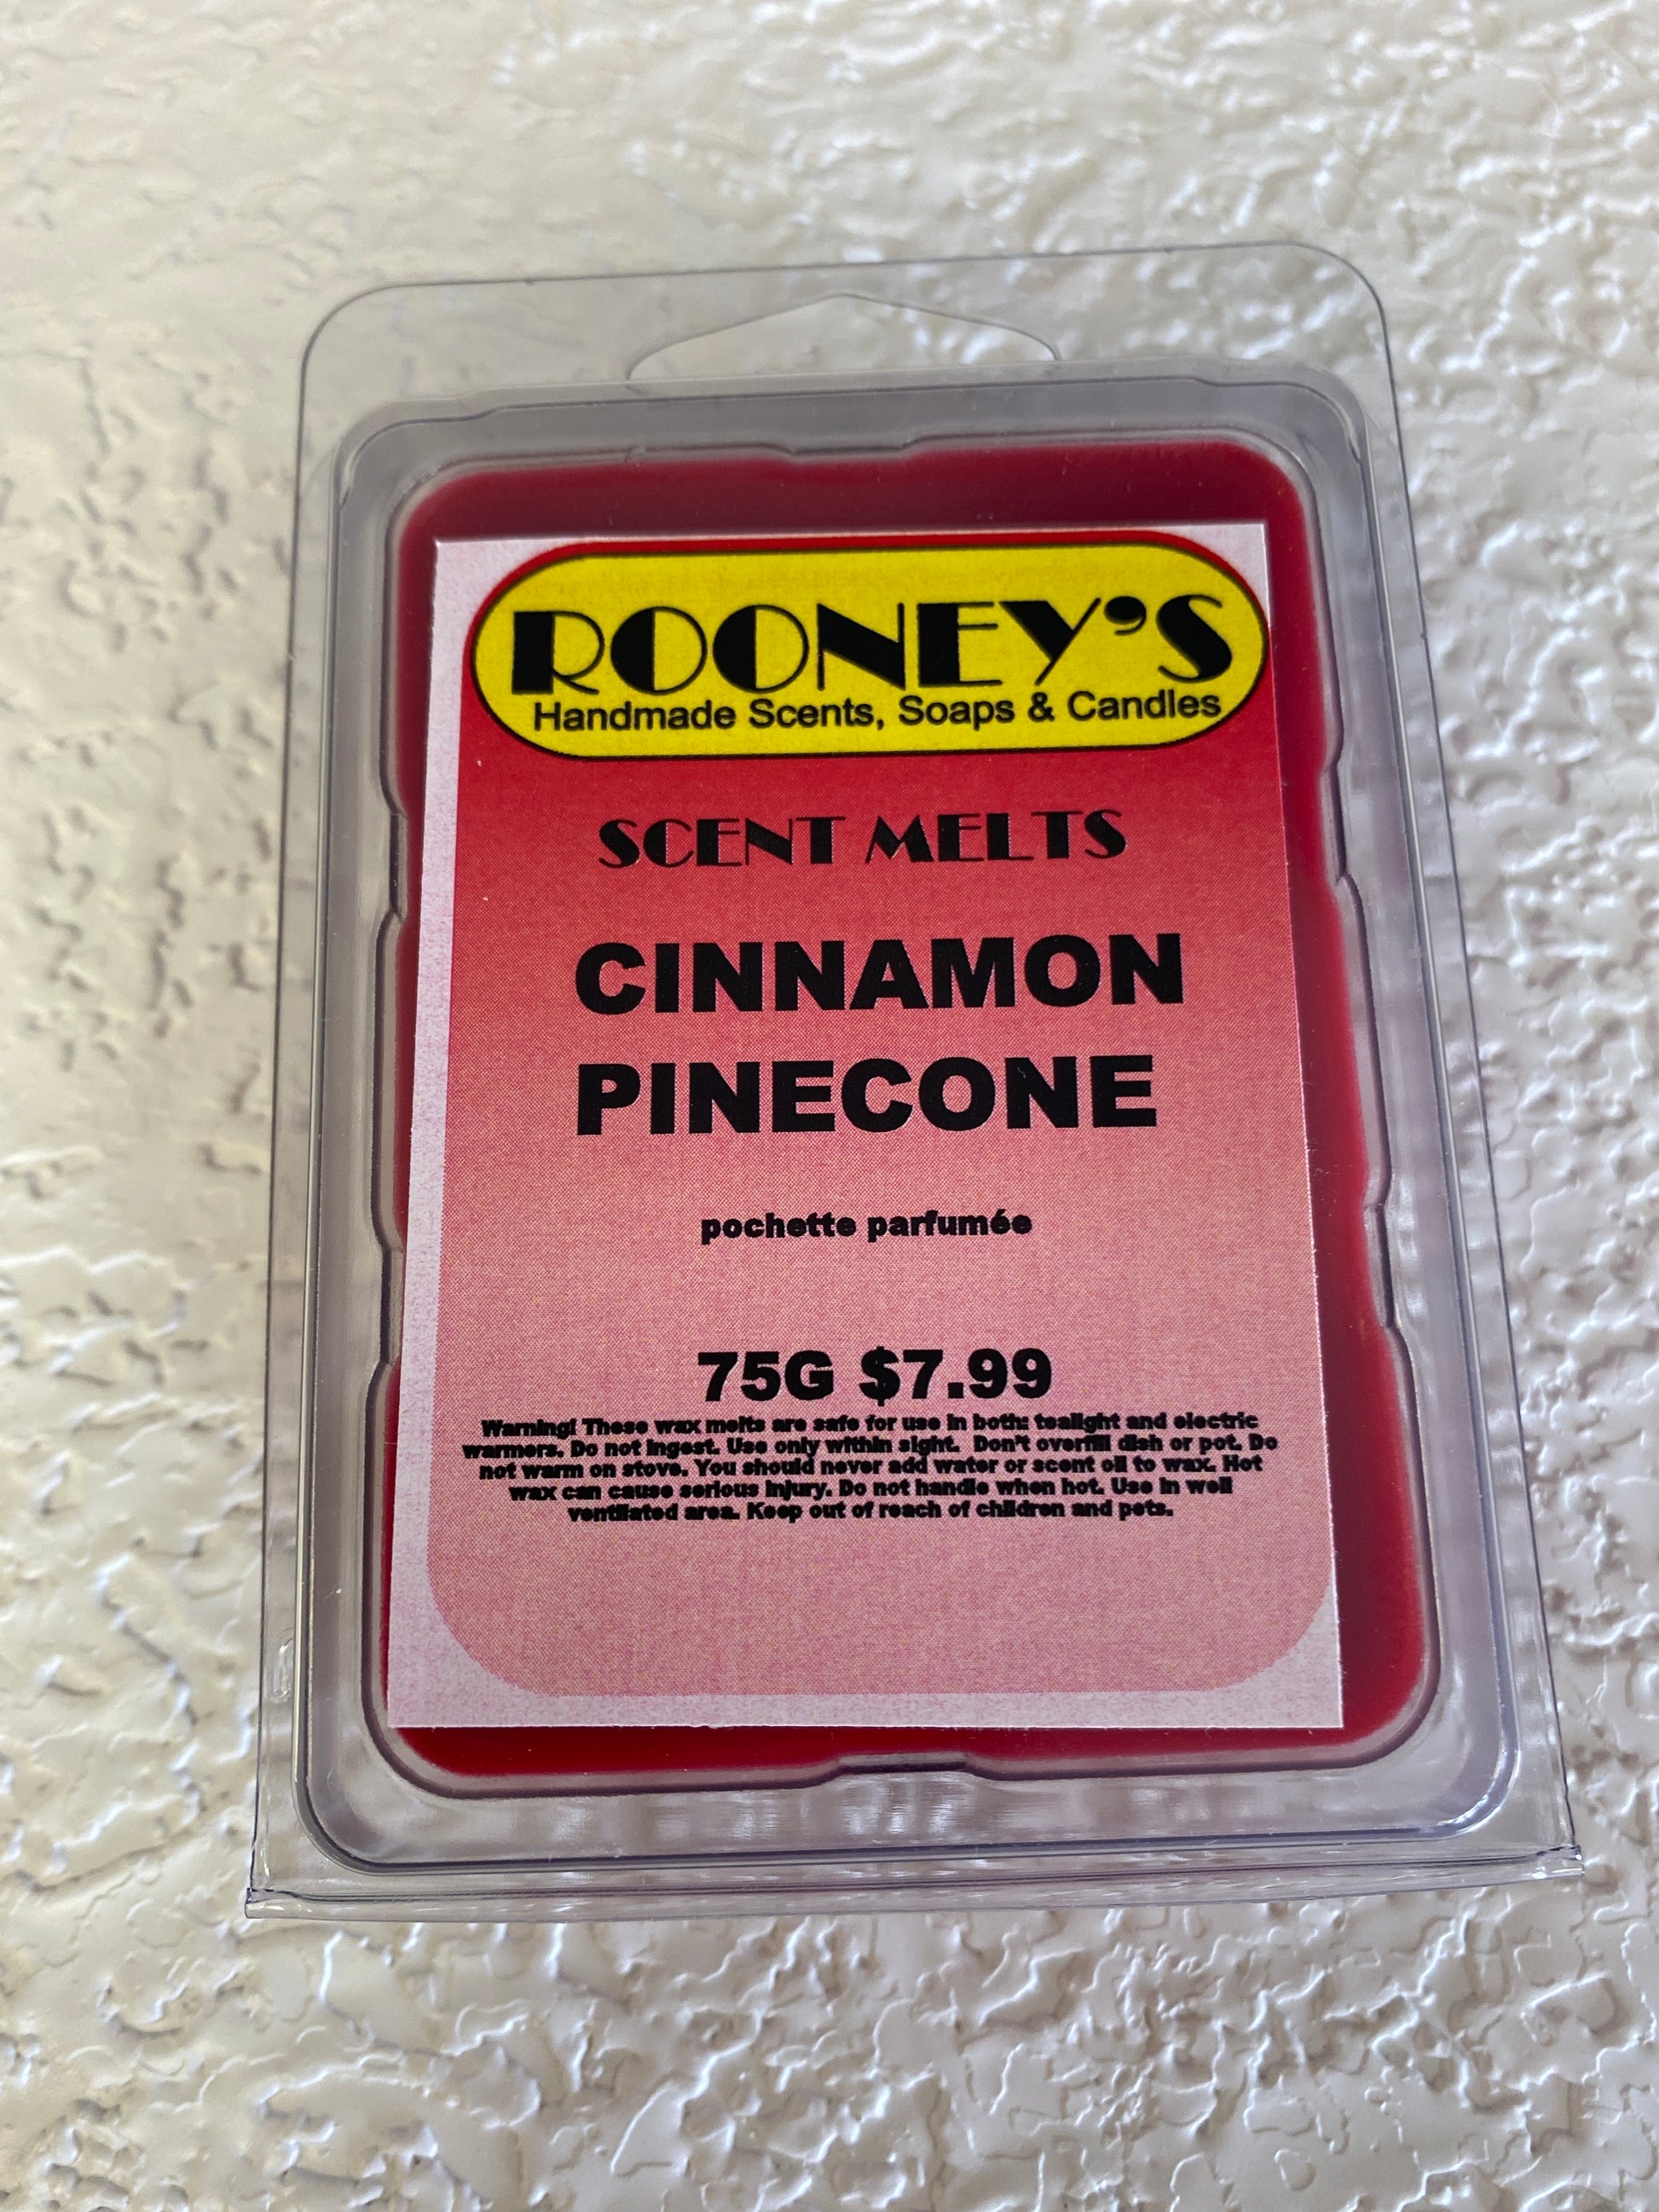 ROONEY'S
Handmade Scents, Soaps & Candles
SCENT MELTS
CINNAMON
PINECONE
pochette parfumée
75G $7.99
Warning! These wax melts are safe for use in both: tealight and electric
warmers. Do not ingest. Use only within sight. Don't overfill dish or pot. Do
not warm on stove. You should never add water or scent oil to wax. Hot
wax can cause serious injury. Do not handle when hot. Use in well
ventilated area. Keep out of reach of children and pets.